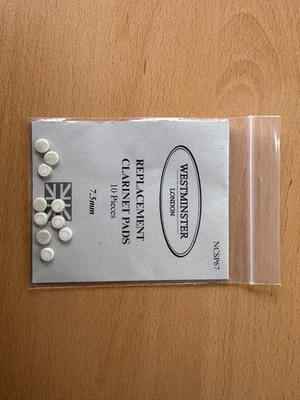 NCSP67
WESTMINSTER
LONDON
REPLACEMENT
CLARINET PADS
10 Pieces
7.5mm